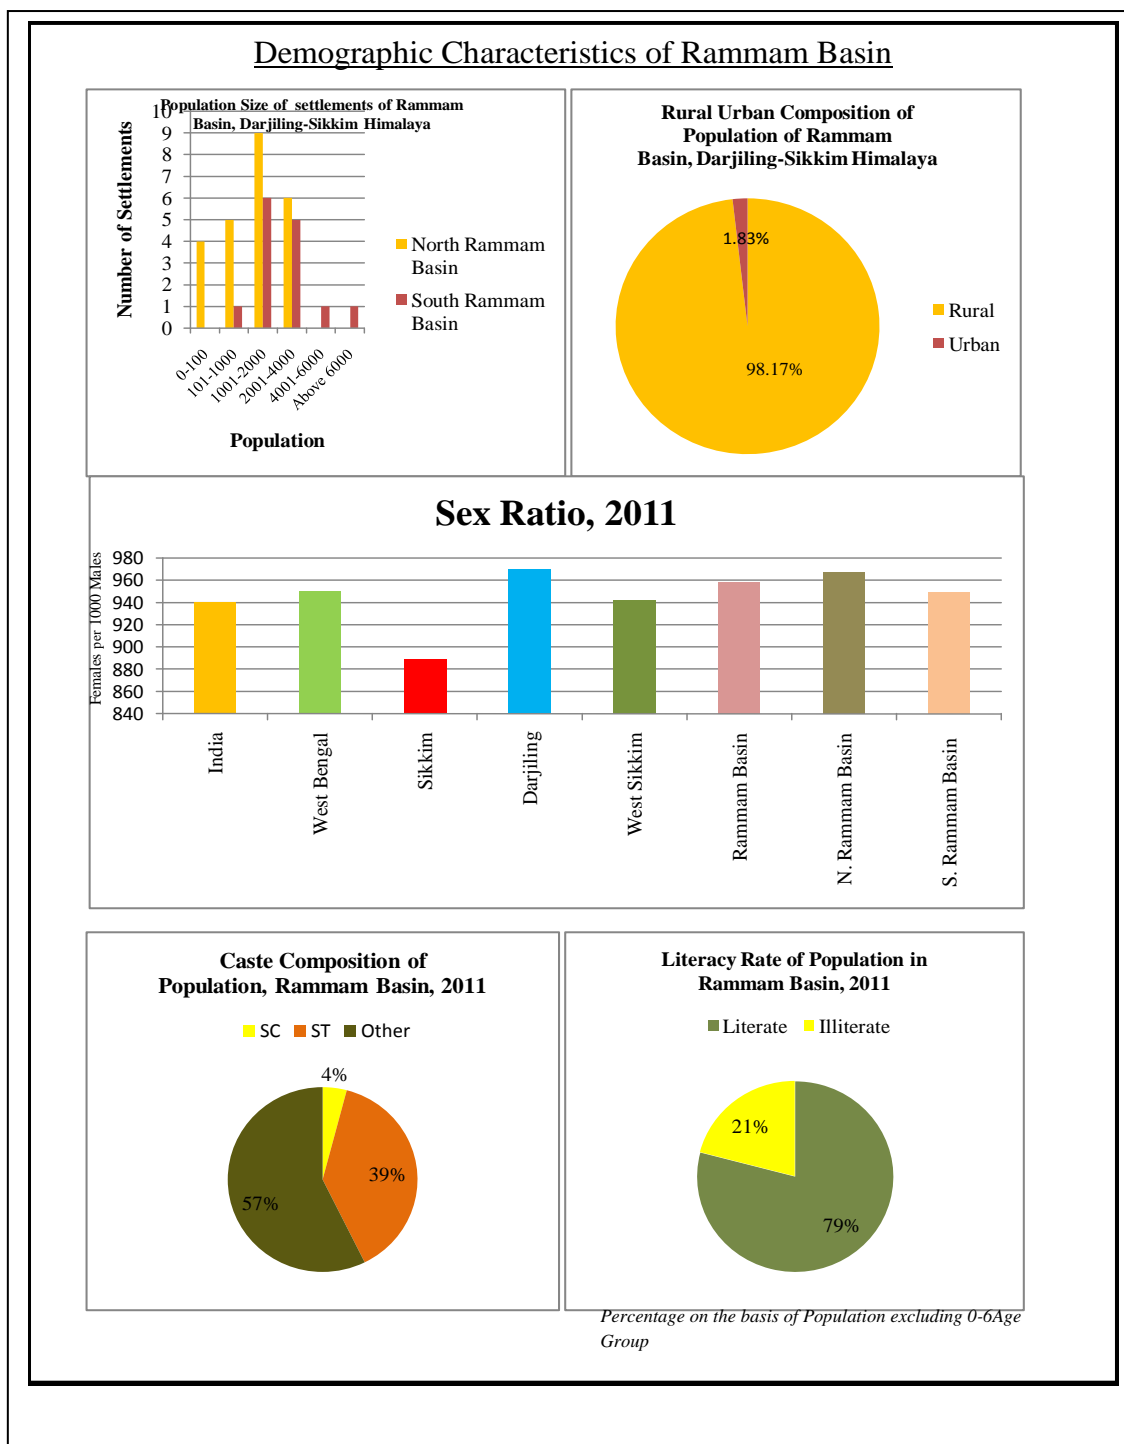 Demographic Characteristics of Rammam Basin
Population Size of settlements of Rammam
Basin, Darjiling-Sikkim Himalaya
Number of Settlements
10
9
8
7
6
5
4
3
2
1
0
0-100
101-1000
1001-2000
2001-4000
4001-6000
Above 6000
Population
North Rammam
Basin
South Rammam
Basin
Rural Urban Composition of
Population of Rammam
Basin, Darjiling-Sikkim Himalaya
1.83%
98.17%
Rural
Urban
Sex Ratio, 2011
Females per 1000 Males
980
960
940
920
900
880
860
840
India
West Bengal
Sikkim
Darjiling
West Sikkim
Rammam Basin
N. Rammam Basin
S. Rammam Basin
Caste Composition of
Population, Rammam Basin, 2011
SC ST Other
4%
39%
57%
Literacy Rate of Population in
Rammam Basin, 2011
Literate Illiterate
21%
79%
Percentage on the basis of Population excluding 0-6Age
Group